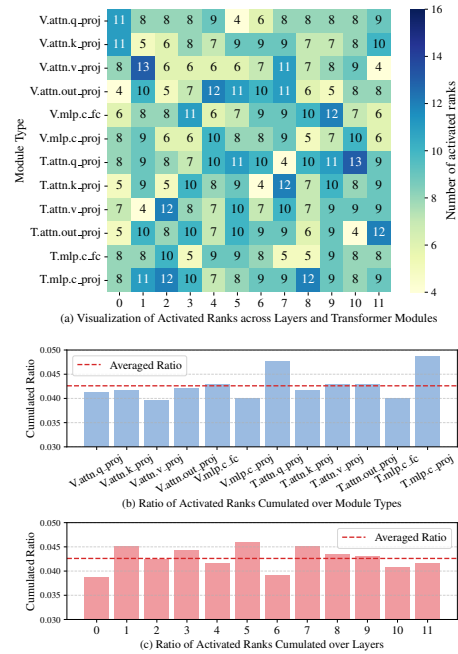 16
V.attn.q_proj 11 8 8 8 9 4 6 8 8 8 8 9
V.attn.k_proj 11 5 6 8 7 8 9 9 7 7 8 10
14
V.attn.v_proj 8 13 8 6 6 6 7 11 7 8 9 4
V.attn.out_proj 4 10 5 7 12 11 10 11 6 5 8 8
12
V.mlp.c_fc 6 8 8 11 6 7 9 9 9 12 7 6
V.mlp.c_proj 8 9 6 6 10 8 8 9 5 7 10 6
10
T.attn.q_proj 8 9 8 7 10 11 10 4 10 11 13 9
T.attn.k_proj 5 9 5 10 8 9 4 12 7 10 9 9
8
T.attn.v_proj 7 4 12 8 7 10 7 10 9 7 9 9
T.attn.out_proj 5 10 8 10 7 10 9 7 9 10 4 12
6
T.mlp.c_fc 8 8 10 5 9 9 8 5 5 9 8 8
T.mlp.c_proj 8 11 12 10 7 8 9 9 12 9 9 9
4
0 1 2 3 4 5 6 7 8 9 10 11
Module Type
Number of activated ranks
(a) Visualization of Activated Ranks across Layers and Transformer Modules
0.050
0.045
0.040
0.035
0.030
Cumulated Ratio
Averaged Ratio
V.attn.q_proj
V.attn.k_proj
V.attn.v_proj
V.attn.out_proj
V.mlp.c_fc
V.mlp.c_proj
T.attn.q_proj
T.attn.k_proj
T.attn.v_proj
T.attn.out_proj
T.mlp.c_fc
T.mlp.c_proj
(b) Ratio of Activated Ranks Cumulated over Module Types
0.050
0.045
0.040
0.035
0.030
Cumulated Ratio
Averaged Ratio
0 1 2 3 4 5 6 7 8 9 10 11
(c) Ratio of Activated Ranks Cumulated over Layers